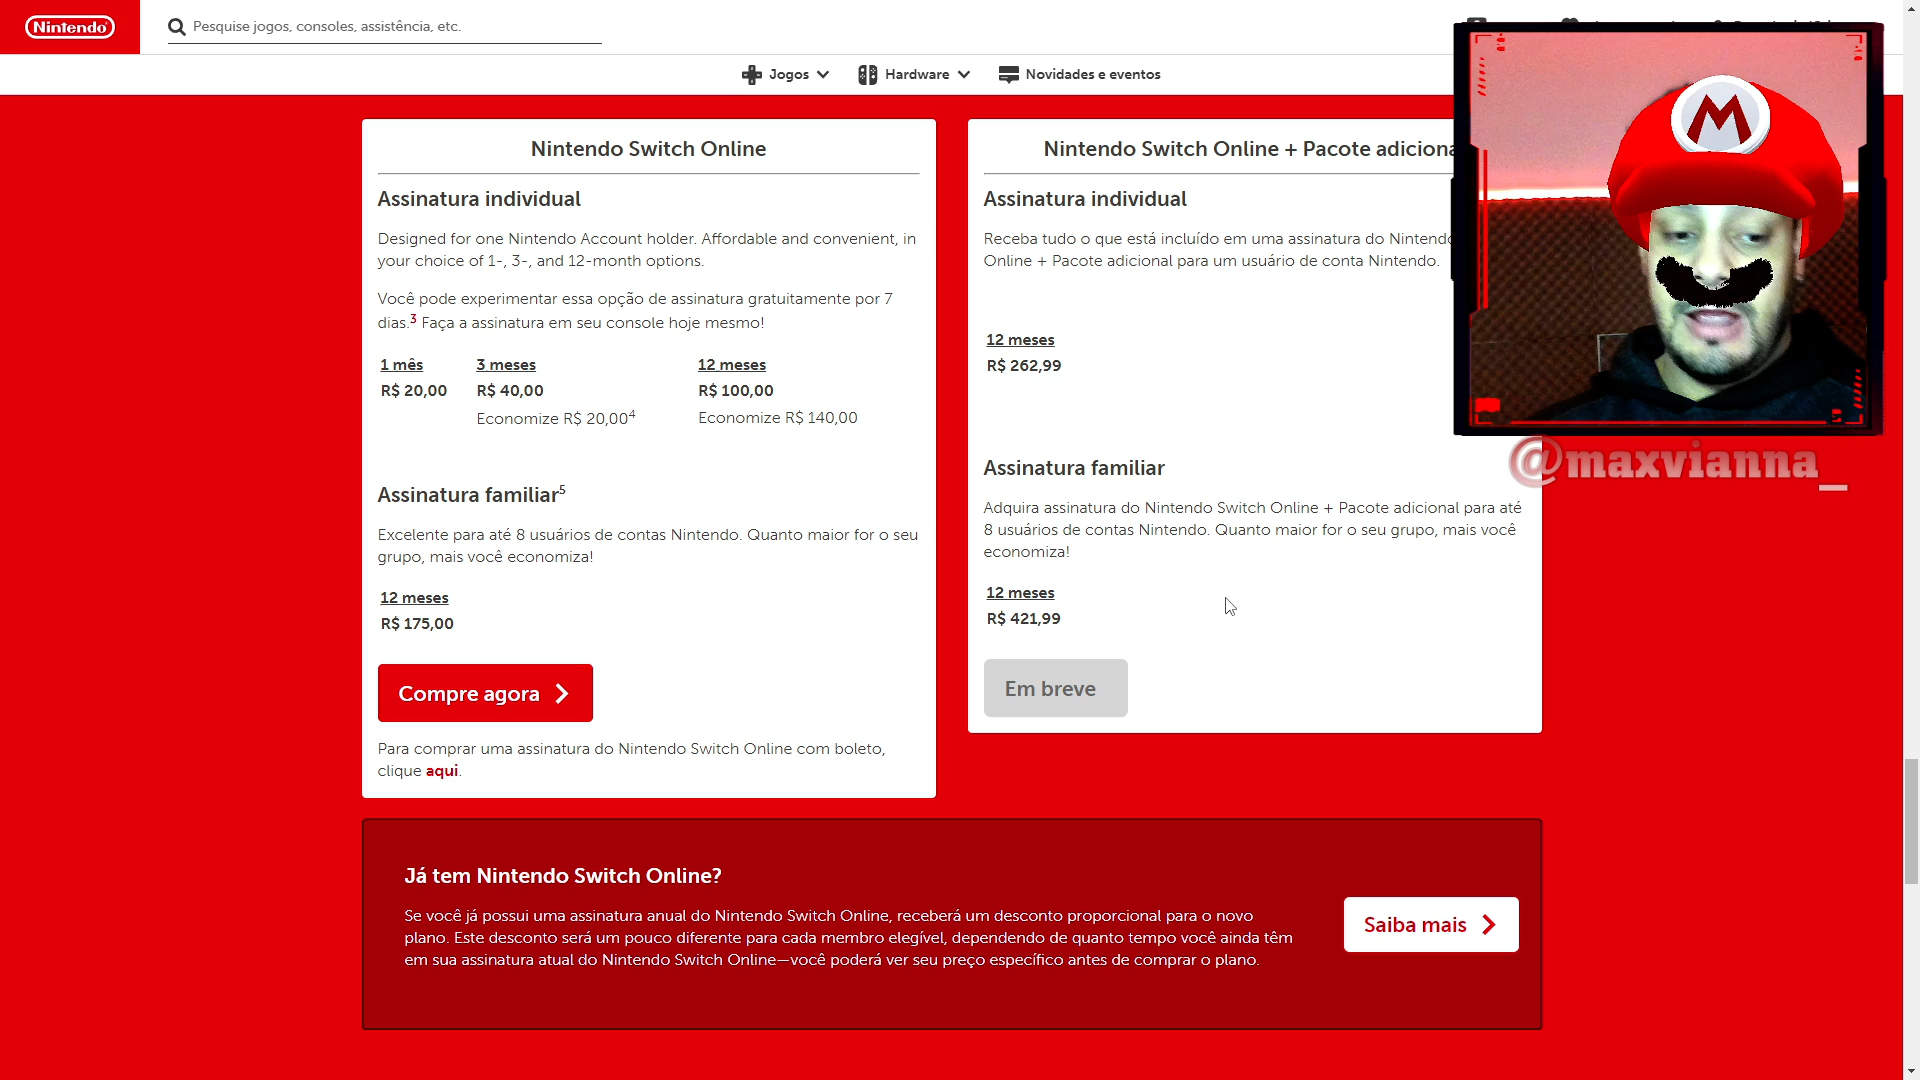 Nintendo
Pesquise jogos, consoles, assistência, etc.
Jogos
Hardware
Novidades e eventos
Nintendo Switch Online
Assinatura individual
Designed for one Nintendo Account holder. Affordable and convenient, in
your choice of 1-, 3-, and 12-month options.
Você pode experimentar essa opção de assinatura gratuitamente por 7
dias.3 Faça a assinatura em seu console hoje mesmo!
1 mês 3 meses 12 meses
R$ 20,00 R$ 40,00 R$ 100,00
Economize R$ 20,004 Economize R$ 140,00
Assinatura familiar5
Excelente para até 8 usuários de contas Nintendo. Quanto maior for o seu
grupo, mais você economiza!
12 meses
R$ 175,00
Compre agora
Para comprar uma assinatura do Nintendo Switch Online com boleto,
clique aqui.
Nintendo Switch Online + Pacote adiciona
Assinatura individual
Receba tudo o que está incluído em uma assinatura do Nintendo
Online + Pacote adicional para um usuário de conta Nintendo.
12 meses
R$ 262,99
Assinatura familiar
Adquira assinatura do Nintendo Switch Online + Pacote adicional para até
8 usuários de contas Nintendo. Quanto maior for o seu grupo, mais você
economiza!
12 meses
R$ 421,99
Em breve
M
@maxvianna_
Já tem Nintendo Switch Online?
Se você já possui uma assinatura anual do Nintendo Switch Online, receberá um desconto proporcional para o novo
plano. Este desconto será um pouco diferente para cada membro elegível, dependendo de quanto tempo você ainda têm
em sua assinatura atual do Nintendo Switch Online—você poderá ver seu preço específico antes de comprar o plano.
Saiba mais